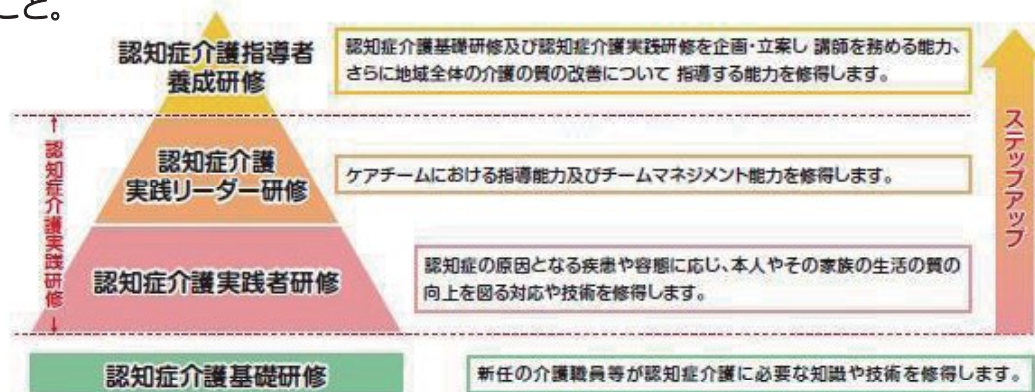 こと。
認知症介護指導者
養成研修
認知症介護基礎研修及び認知症介護実践研修を企画・立案し 講師を務める能力、
さらに地域全体の介護の質の改善について 指導する能力を修得します。
ステップアップ
認知症介護実践研修
認知症介護
実践リーダー研修
ケアチームにおける指導能力及びチームマネジメント能力を修得します。
認知症介護実践者研修
認知症の原因となる疾患や容態に応じ、本人やその家族の生活の質の
向上を図る対応や技術を修得します。
認知症介護基礎研修
新任の介護職員等が認知症介護に必要な知識や技術を修得します。